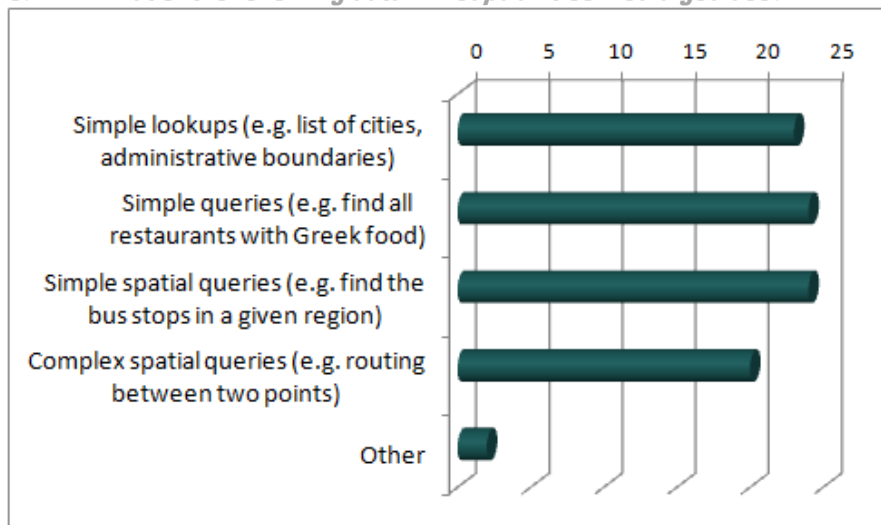 0 5 10 15 20 25
Simple lookups (e.g. list of cities,
administrative boundaries)
Simple queries (e.g. find all
restaurants with Greek food)
Simple spatial queries (e.g. find the
bus stops in a given region)
Complex spatial queries (e.g. routing
between two points)
Other